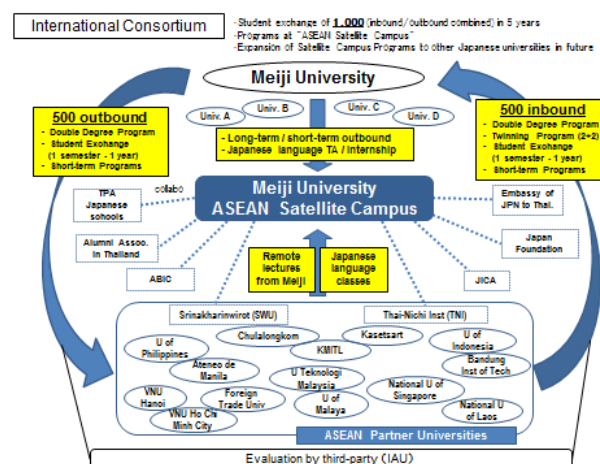 International Consortium
-Student exchange of 1,000 (inbound/outbound combined) in 5 years
-Programs at "ASEAN Satellite Campus"
-Expansion of Satellite Campus Programs to other Japanese universities in future
Meiji University
Univ. A
Univ. B
Univ. C
Univ. D
500 outbound
- Double Degree Program
- Student Exchange
(1 semester - 1 year)
- Short-term Programs
- Long-term / short-term outbound
- Japanese language TA / Internship
500 inbound
- Double Degree Program
- Twinning Program (2+2)
- Student Exchange
(1 semester - 1 year)
- Short-term Programs
collabo
TPA
Japanese
sohools
Alumni Assoo.
in Thailand
ABIC
Meiji University
ASEAN Satellite Campus
Embassy of
JPN to Thai.
Japan
Foundation
JICA
Remote
lectures
from Meiji
Japanese
language
classes
Srinakharinwirot (SWU)
Thai-Nichi Inst (TNI)
Chulalongkorn
Kasetsart
KMITL
U of
Philippines
U of
Indonesia
Ateneo de
Manila
Bandung
Inst of Tech
U Teknologi
Malaysia
VNU
Hanoi
Foreign
Trade Univ
U of
Malaya
National U of
Singapore
VNU Ho Chi
Minh City
National U
of Laos
ASEAN Partner Universities
Evaluation by third-party (IAU)